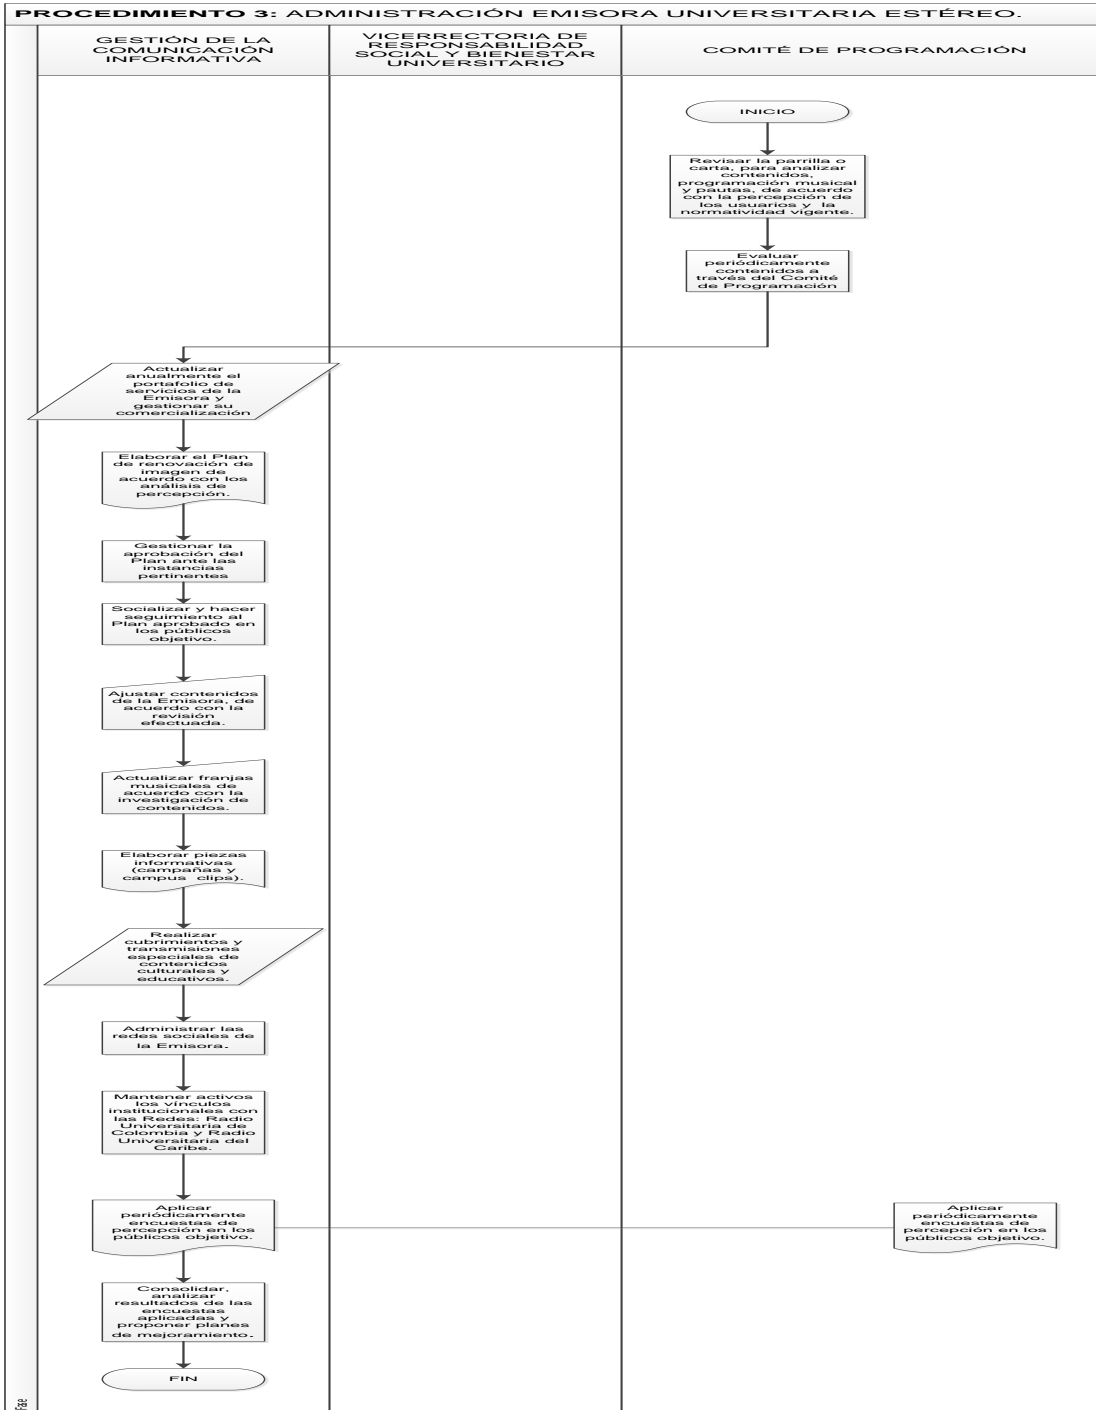 PROCEDIMIENTO 3: ADMINISTRACIÓN EMISORA UNIVERSITARIA ESTÉREO.
GESTIÓN DE LA
COMUNICACIÓN
INFORMATIVA
VICERRECTORIA DE
RESPONSABILIDAD
SOCIAL Y BIENESTAR
UNIVERSITARIO
COMITÉ DE PROGRAMACIÓN
INICIO
Revisar la parrilla o
carta, para analizar
contenidos,
programación musical
y pautas, de acuerdo
con la percepción de
los usuarios y la
normatividad vigente.
Evaluar
periódicamente
contenidos a
través del Comité
de Programación
Actualizar
anualmente el
portafolio de
servicios de la
Emisora y
gestionar su
comercialización
Elaborar el Plan
de renovación de
imagen de
acuerdo con los
análisis de
percepción.
Gestionar la
aprobación del
Plan ante las
instancias
pertinentes
Socializar y hacer
seguimiento al
Plan aprobado en
los públicos
objetivo.
Ajustar contenidos
de la Emisora, de
acuerdo con la
revisión
efectuada.
Actualizar franjas
musicales de
acuerdo con la
investigación de
contenidos.
Elaborar piezas
informativas
(campañas y
campus clips).
Realizar
cubrimientos y
transmisiones
especiales de
contenidos
culturales y
educativos.
Administrar las
redes sociales de
la Emisora.
Mantener activos
los vínculos
institucionales con
las Redes: Radio
Universitaria de
Colombia y Radio
Universitaria del
Caribe.
Aplicar
periódicamente
encuestas de
percepción en los
públicos objetivo.
Aplicar
periódicamente
encuestas de
percepción en los
públicos objetivo.
Consolidar,
analizar
resultados de las
encuestas
aplicadas y
proponer planes
de mejoramiento.
FIN
Fase